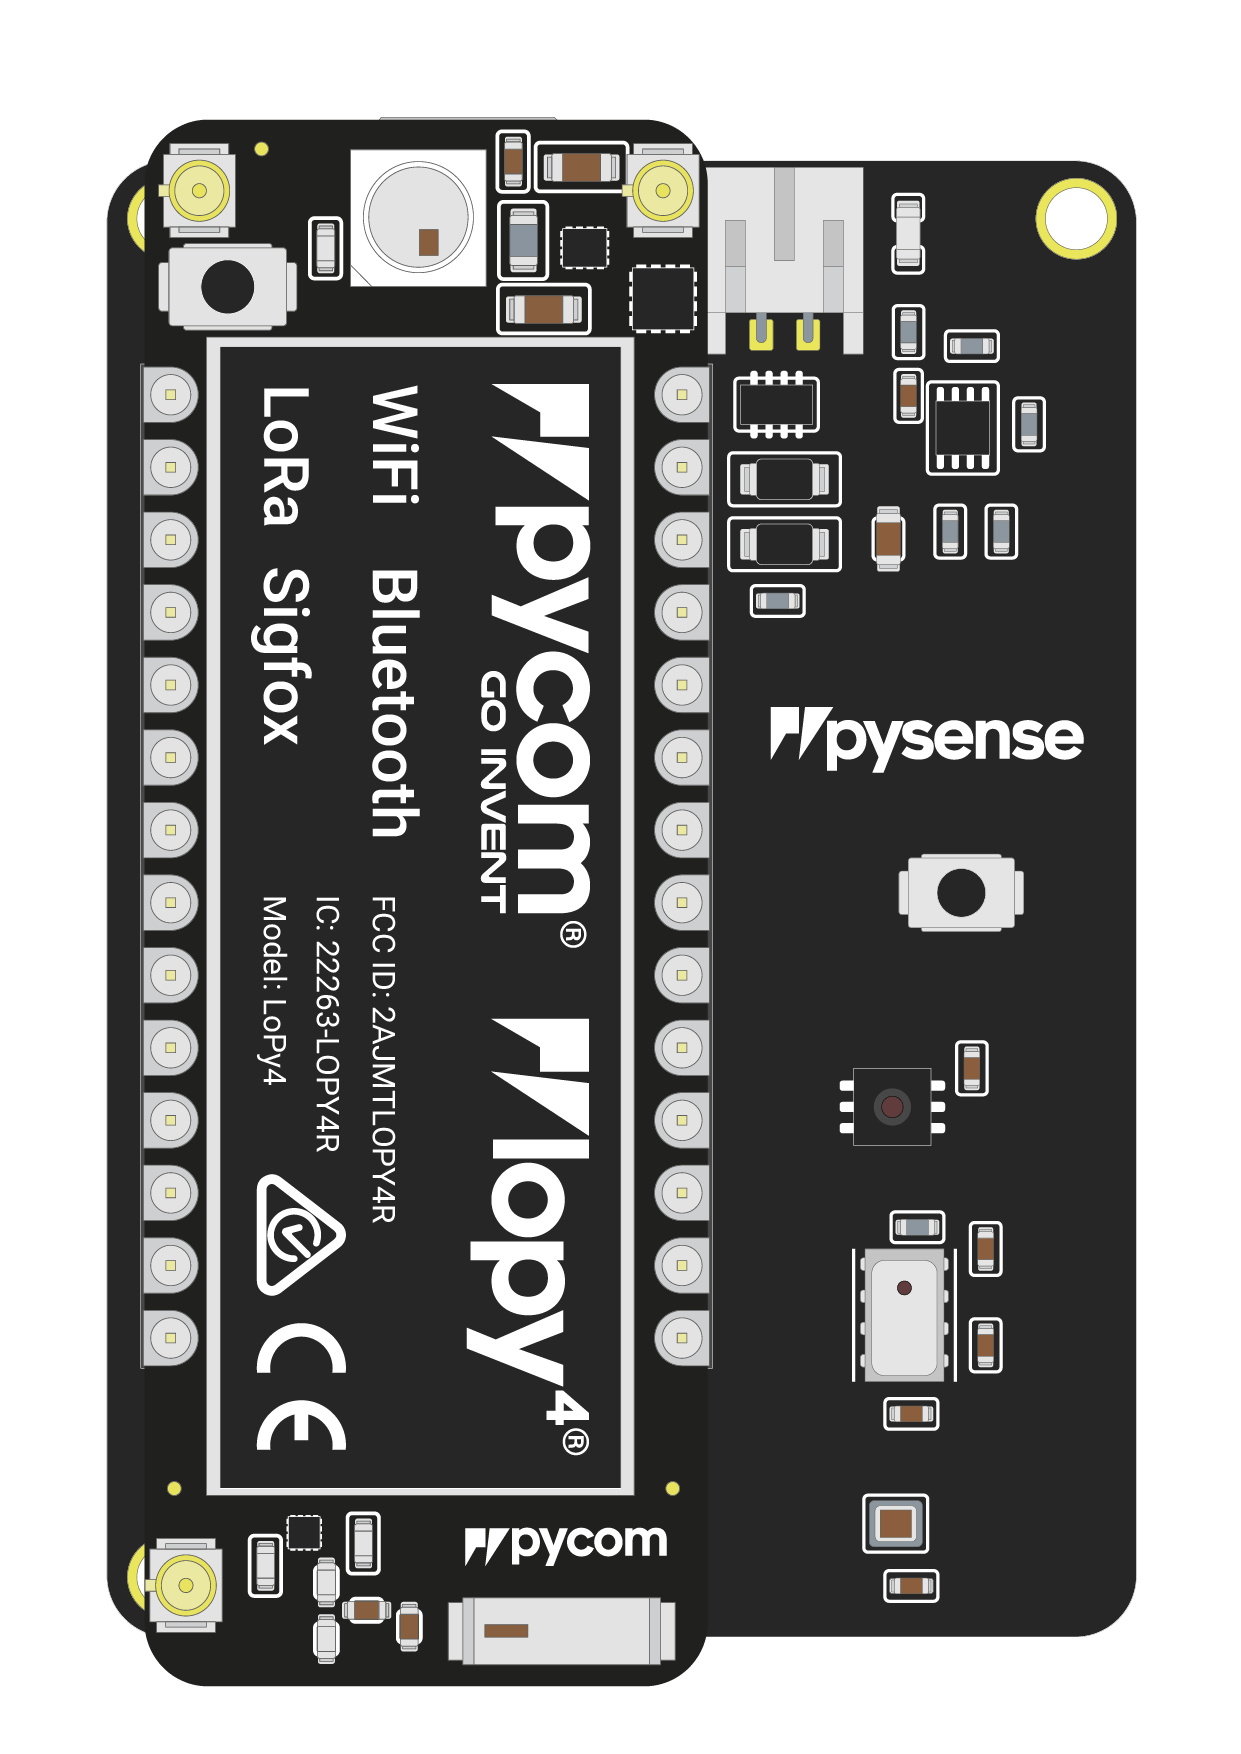 pycom®
GO INVENT
lopy4®
WiFi Bluetooth
LoRa Sigfox
FCC ID: 2AJMTLOPY4R
IC: 22263-LOPY4R
Model: LoPy4
CE
pysense
pycom